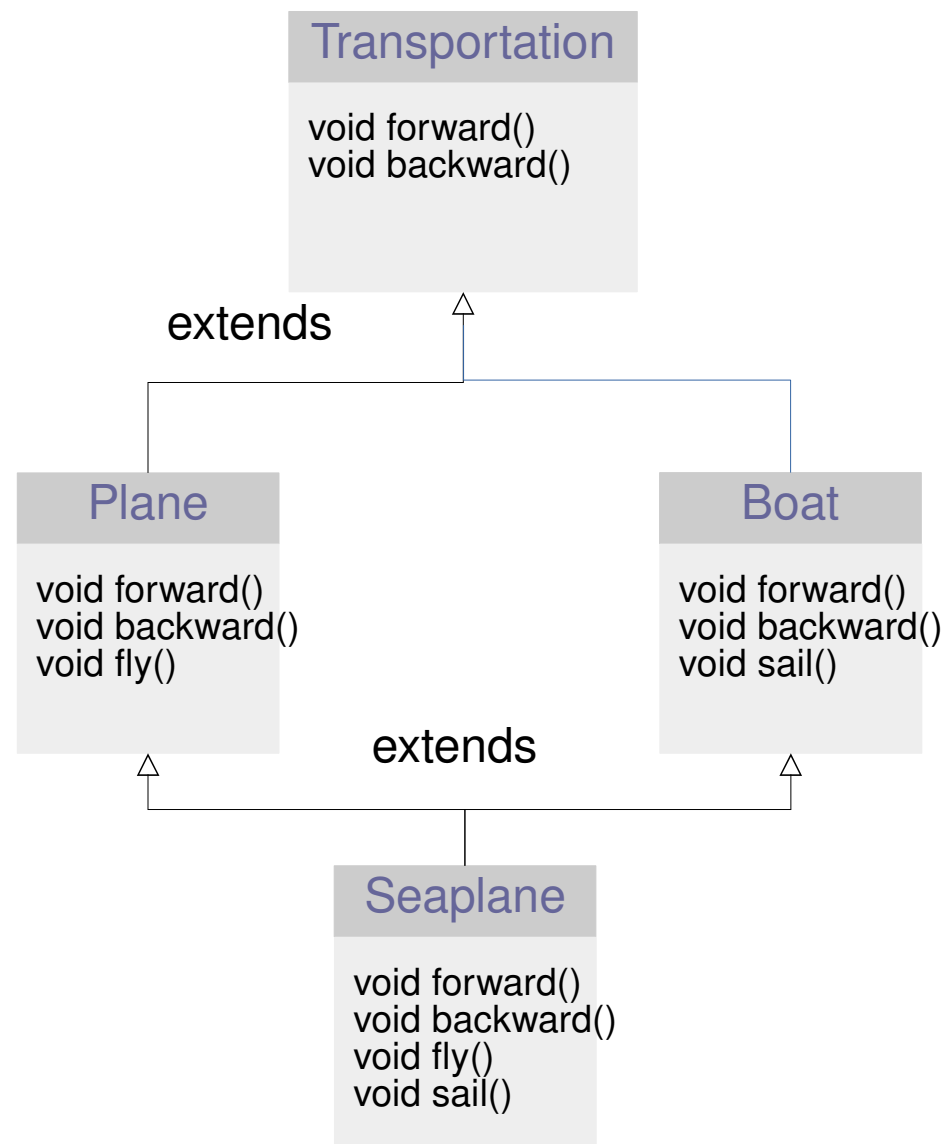 Transportation
void forward()
void backward()
extends
Plane
void forward()
void backward()
void fly()
Boat
void forward()
void backward()
void sail()
extends
Seaplane
void forward()
void backward()
void fly()
void sail()